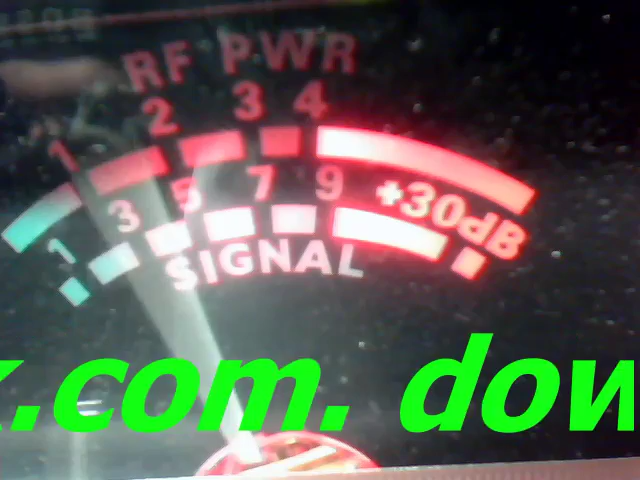 RF PWR
1 2 3 4
1 3 5 7 9 +30dB
SIGNAL
.com. dow